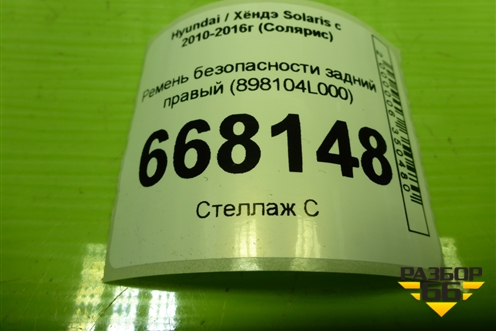 Hyundai / Хёндэ Solaris с
2010-2016г (Солярис)
Ремень безопасности задний
правый (898104L000)
668148
Стеллаж С
РАЗБОР
66